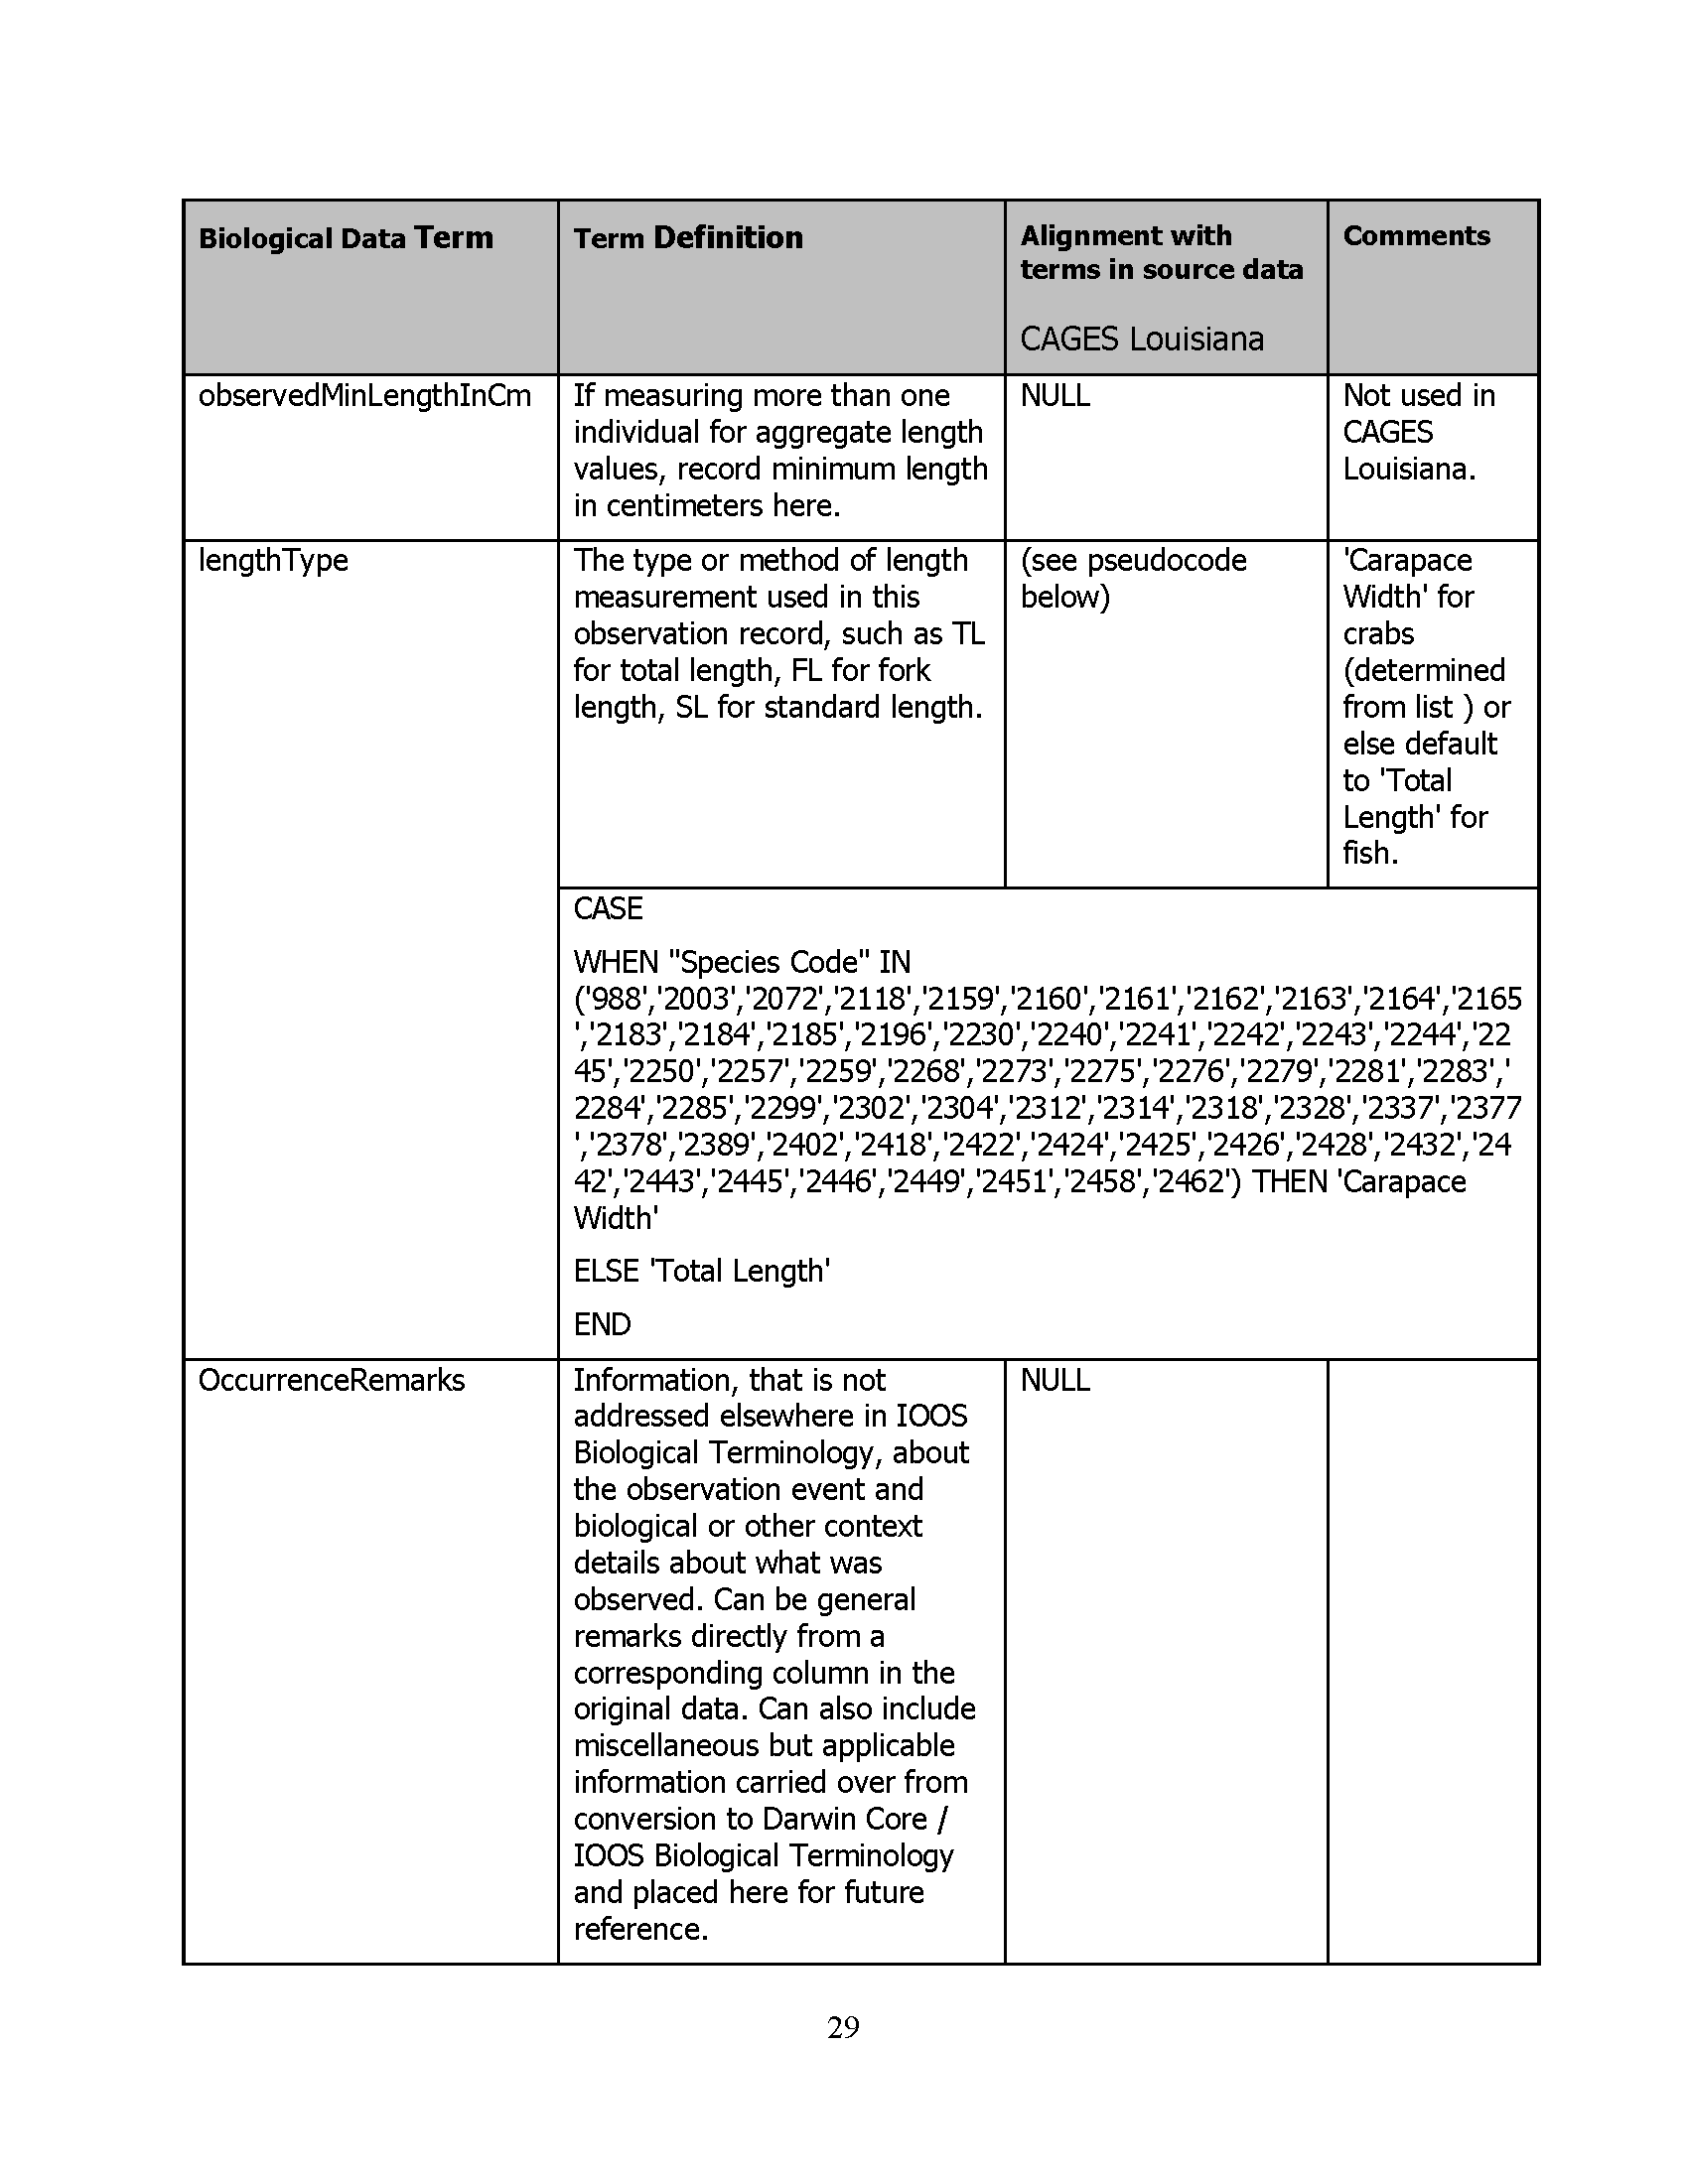 Biological Data Term
Term Definition
Alignment with
terms in source data
CAGES Louisiana
Comments
observedMinLengthInCm
If measuring more than one
individual for aggregate length
values, record minimum length
in centimeters here.
NULL
Not used in
CAGES
Louisiana.
lengthType
The type or method of length
measurement used in this
observation record, such as TL
for total length, FL for fork
length, SL for standard length.
(see pseudocode
below)
'Carapace
Width' for
crabs
(determined
from list ) or
else default
to 'Total
Length' for
fish.
CASE
WHEN "Species Code" IN
('988','2003','2072','2118','2159','2160','2161','2162','2163','2164','2165
','2183','2184','2185','2196','2230','2240','2241','2242','2243','2244','22
45','2250','2257','2259','2268','2273','2275','2276','2279','2281','2283','
2284','2285','2299','2302','2304','2312','2314','2318','2328','2337','2377
','2378','2389','2402','2418','2422','2424','2425','2426','2428','2432','24
42','2443','2445','2446','2449','2451','2458','2462') THEN 'Carapace
Width'
ELSE 'Total Length'
END
OccurrenceRemarks
Information, that is not
addressed elsewhere in IOOS
Biological Terminology, about
the observation event and
biological or other context
details about what was
observed. Can be general
remarks directly from a
corresponding column in the
original data. Can also include
miscellaneous but applicable
information carried over from
conversion to Darwin Core /
IOOS Biological Terminology
and placed here for future
reference.
NULL
29